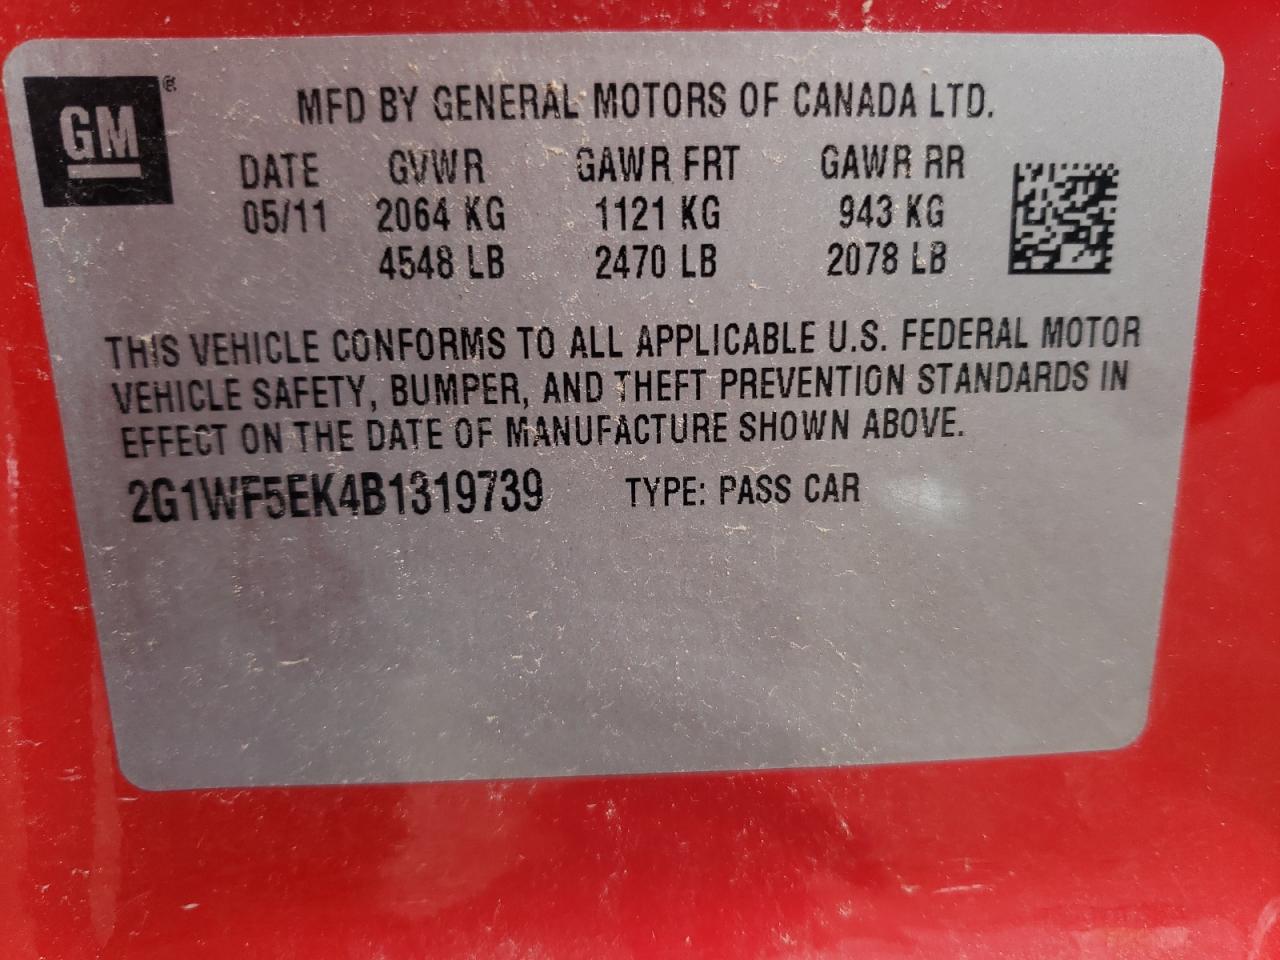 GM®
MFD BY GENERAL MOTORS OF CANADA LTD.
DATE GVWR GAWR FRT GAWR RR
05/11 2064 KG 1121 KG 943 KG
4548 LB 2470 LB 2078 LB
THIS VEHICLE CONFORMS TO ALL APPLICABLE U.S. FEDERAL MOTOR
VEHICLE SAFETY, BUMPER, AND THEFT PREVENTION STANDARDS IN
EFFECT ON THE DATE OF MANUFACTURE SHOWN ABOVE.
2G1WF5EK4B1319739 TYPE: PASS CAR